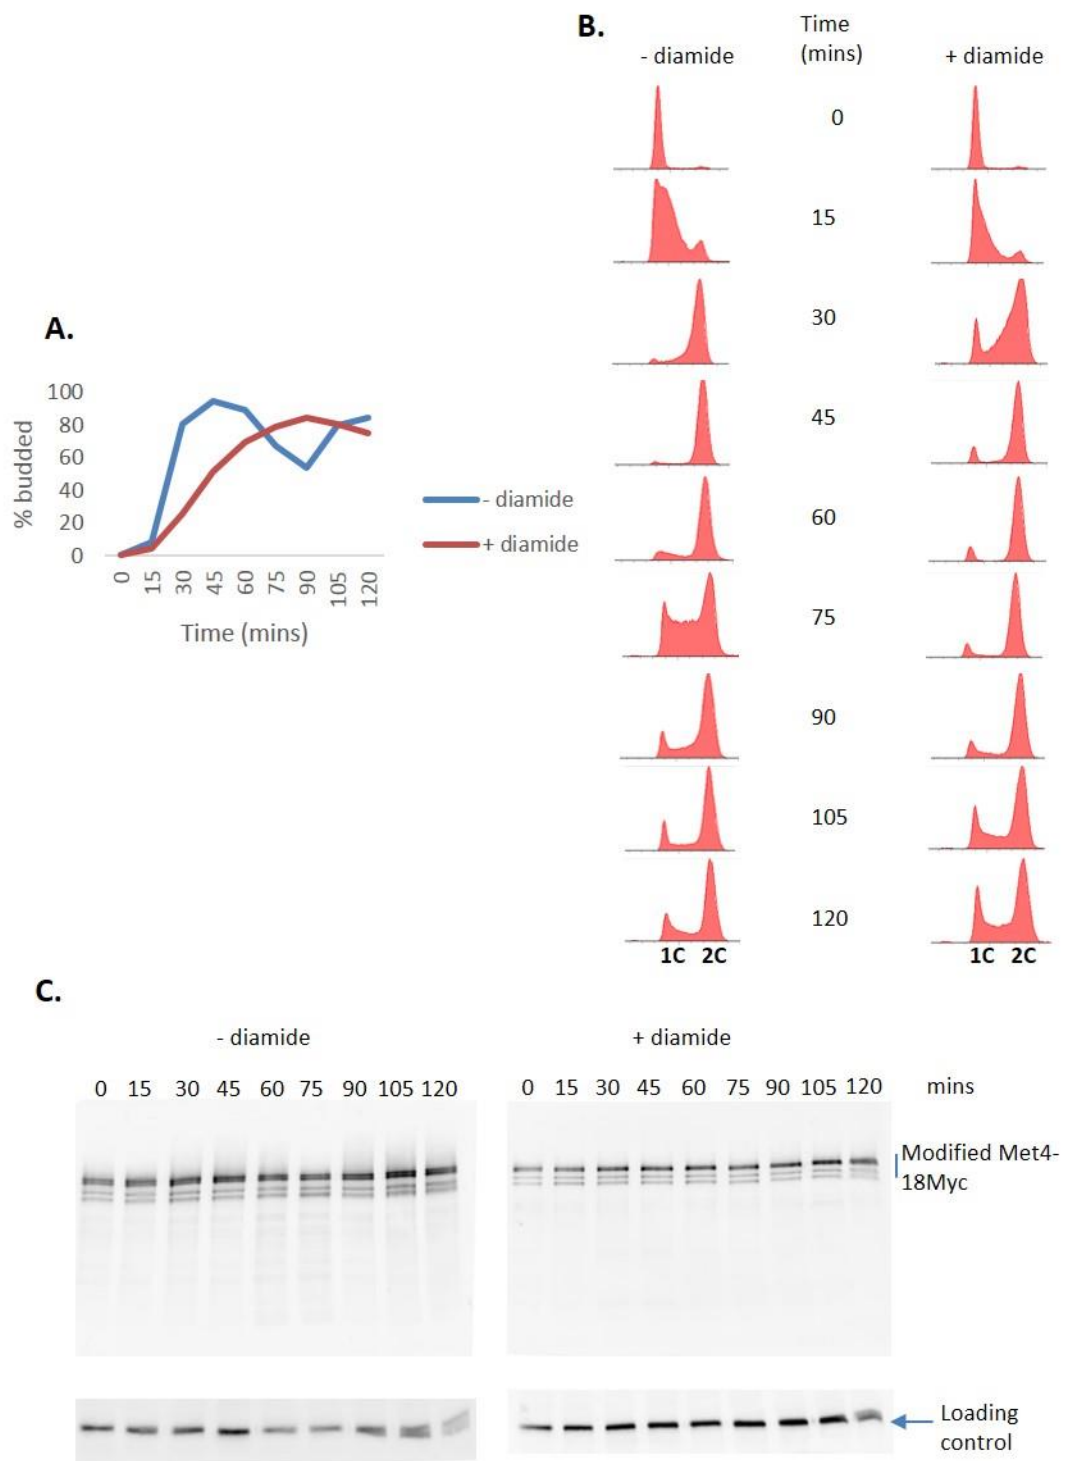 A.
% budded
100
80
60
40
20
0
0 15 30 45 60 75 90 105 120
Time (mins)
- diamide
+ diamide
B.
Time
(mins)
- diamide
+ diamide
0
15
30
45
60
75
90
105
120
1C 2C
1C 2C
C.
- diamide
+ diamide
0 15 30 45 60 75 90 105 120
0 15 30 45 60 75 90 105 120 mins
Modified Met4-
18Myc
Loading
control